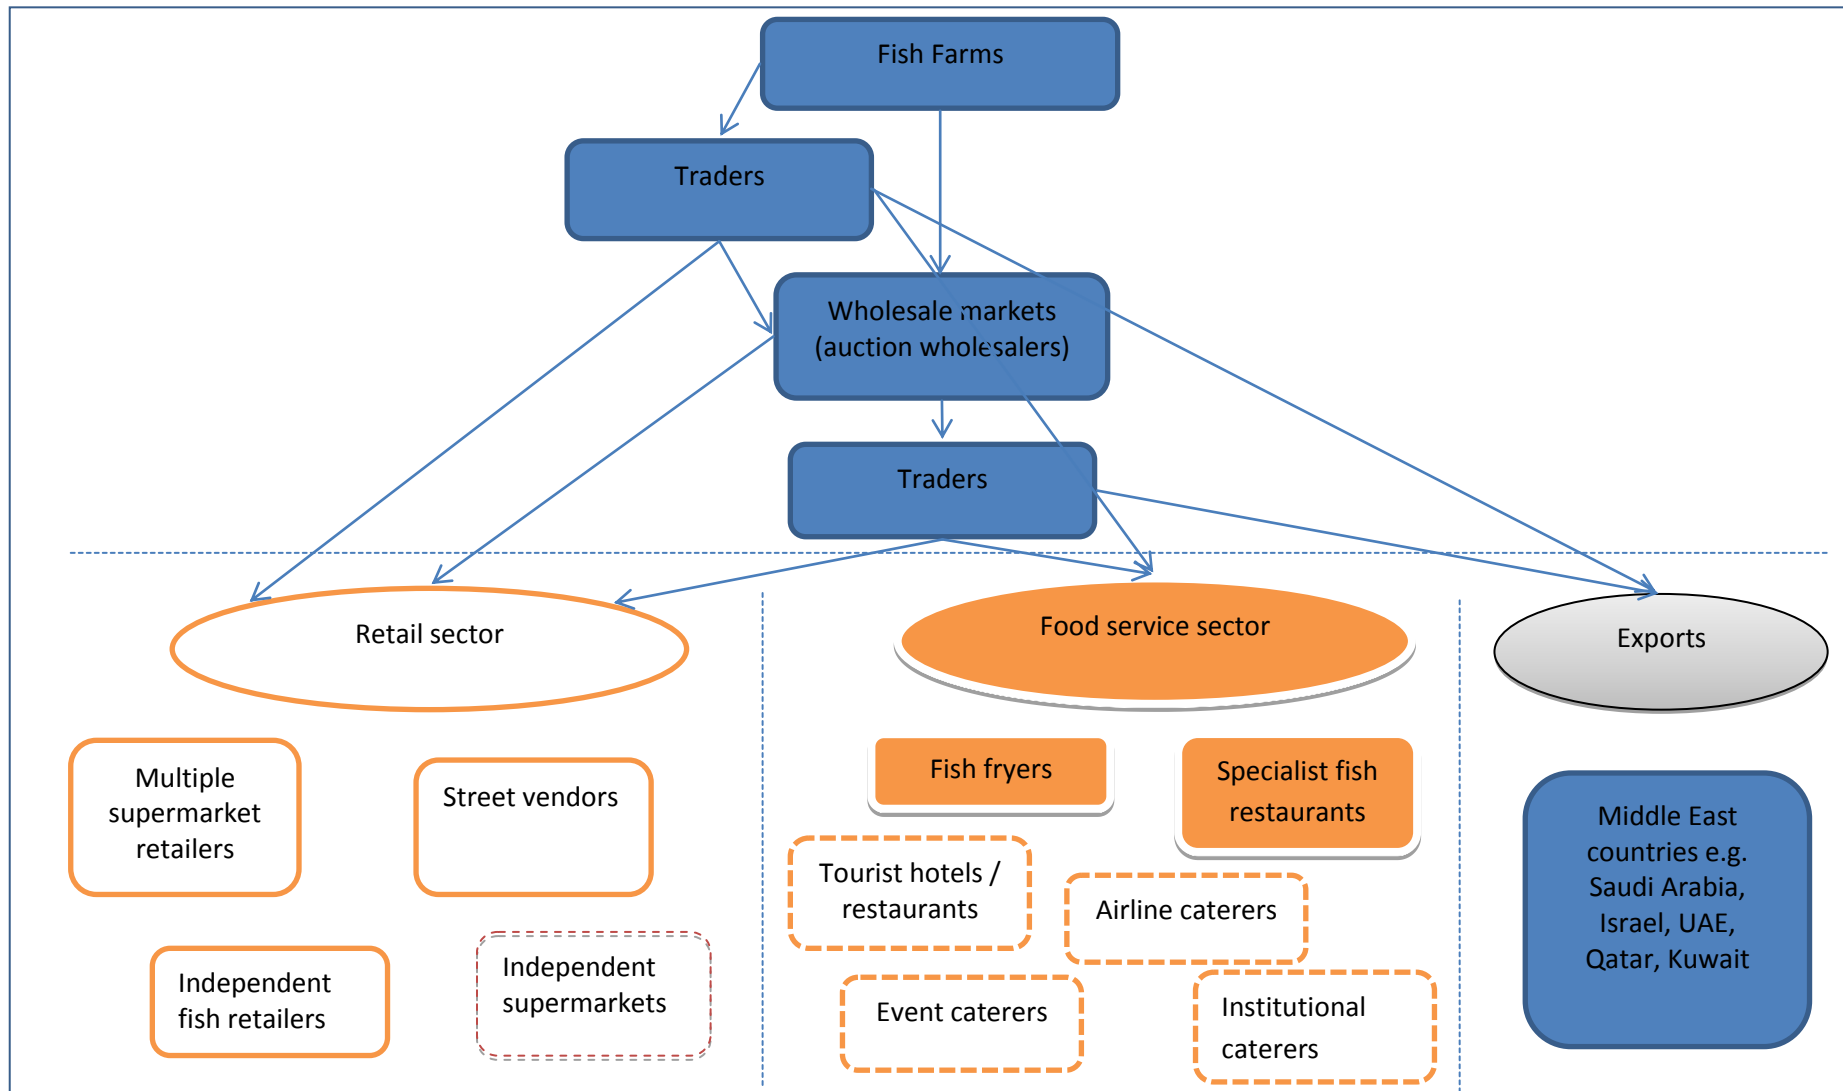 Fish Farms
Traders
Wholesale markets
(auction wholesalers)
Traders
Retail sector
Food service sector
Exports
Multiple
supermarket
retailers
Street vendors
Independent
fish retailers
Independent
supermarkets
Fish fryers
Specialist fish
restaurants
Tourist hotels /
restaurants
Airline caterers
Event caterers
Institutional
caterers
Middle East
countries e.g.
Saudi Arabia,
Israel, UAE,
Qatar, Kuwait